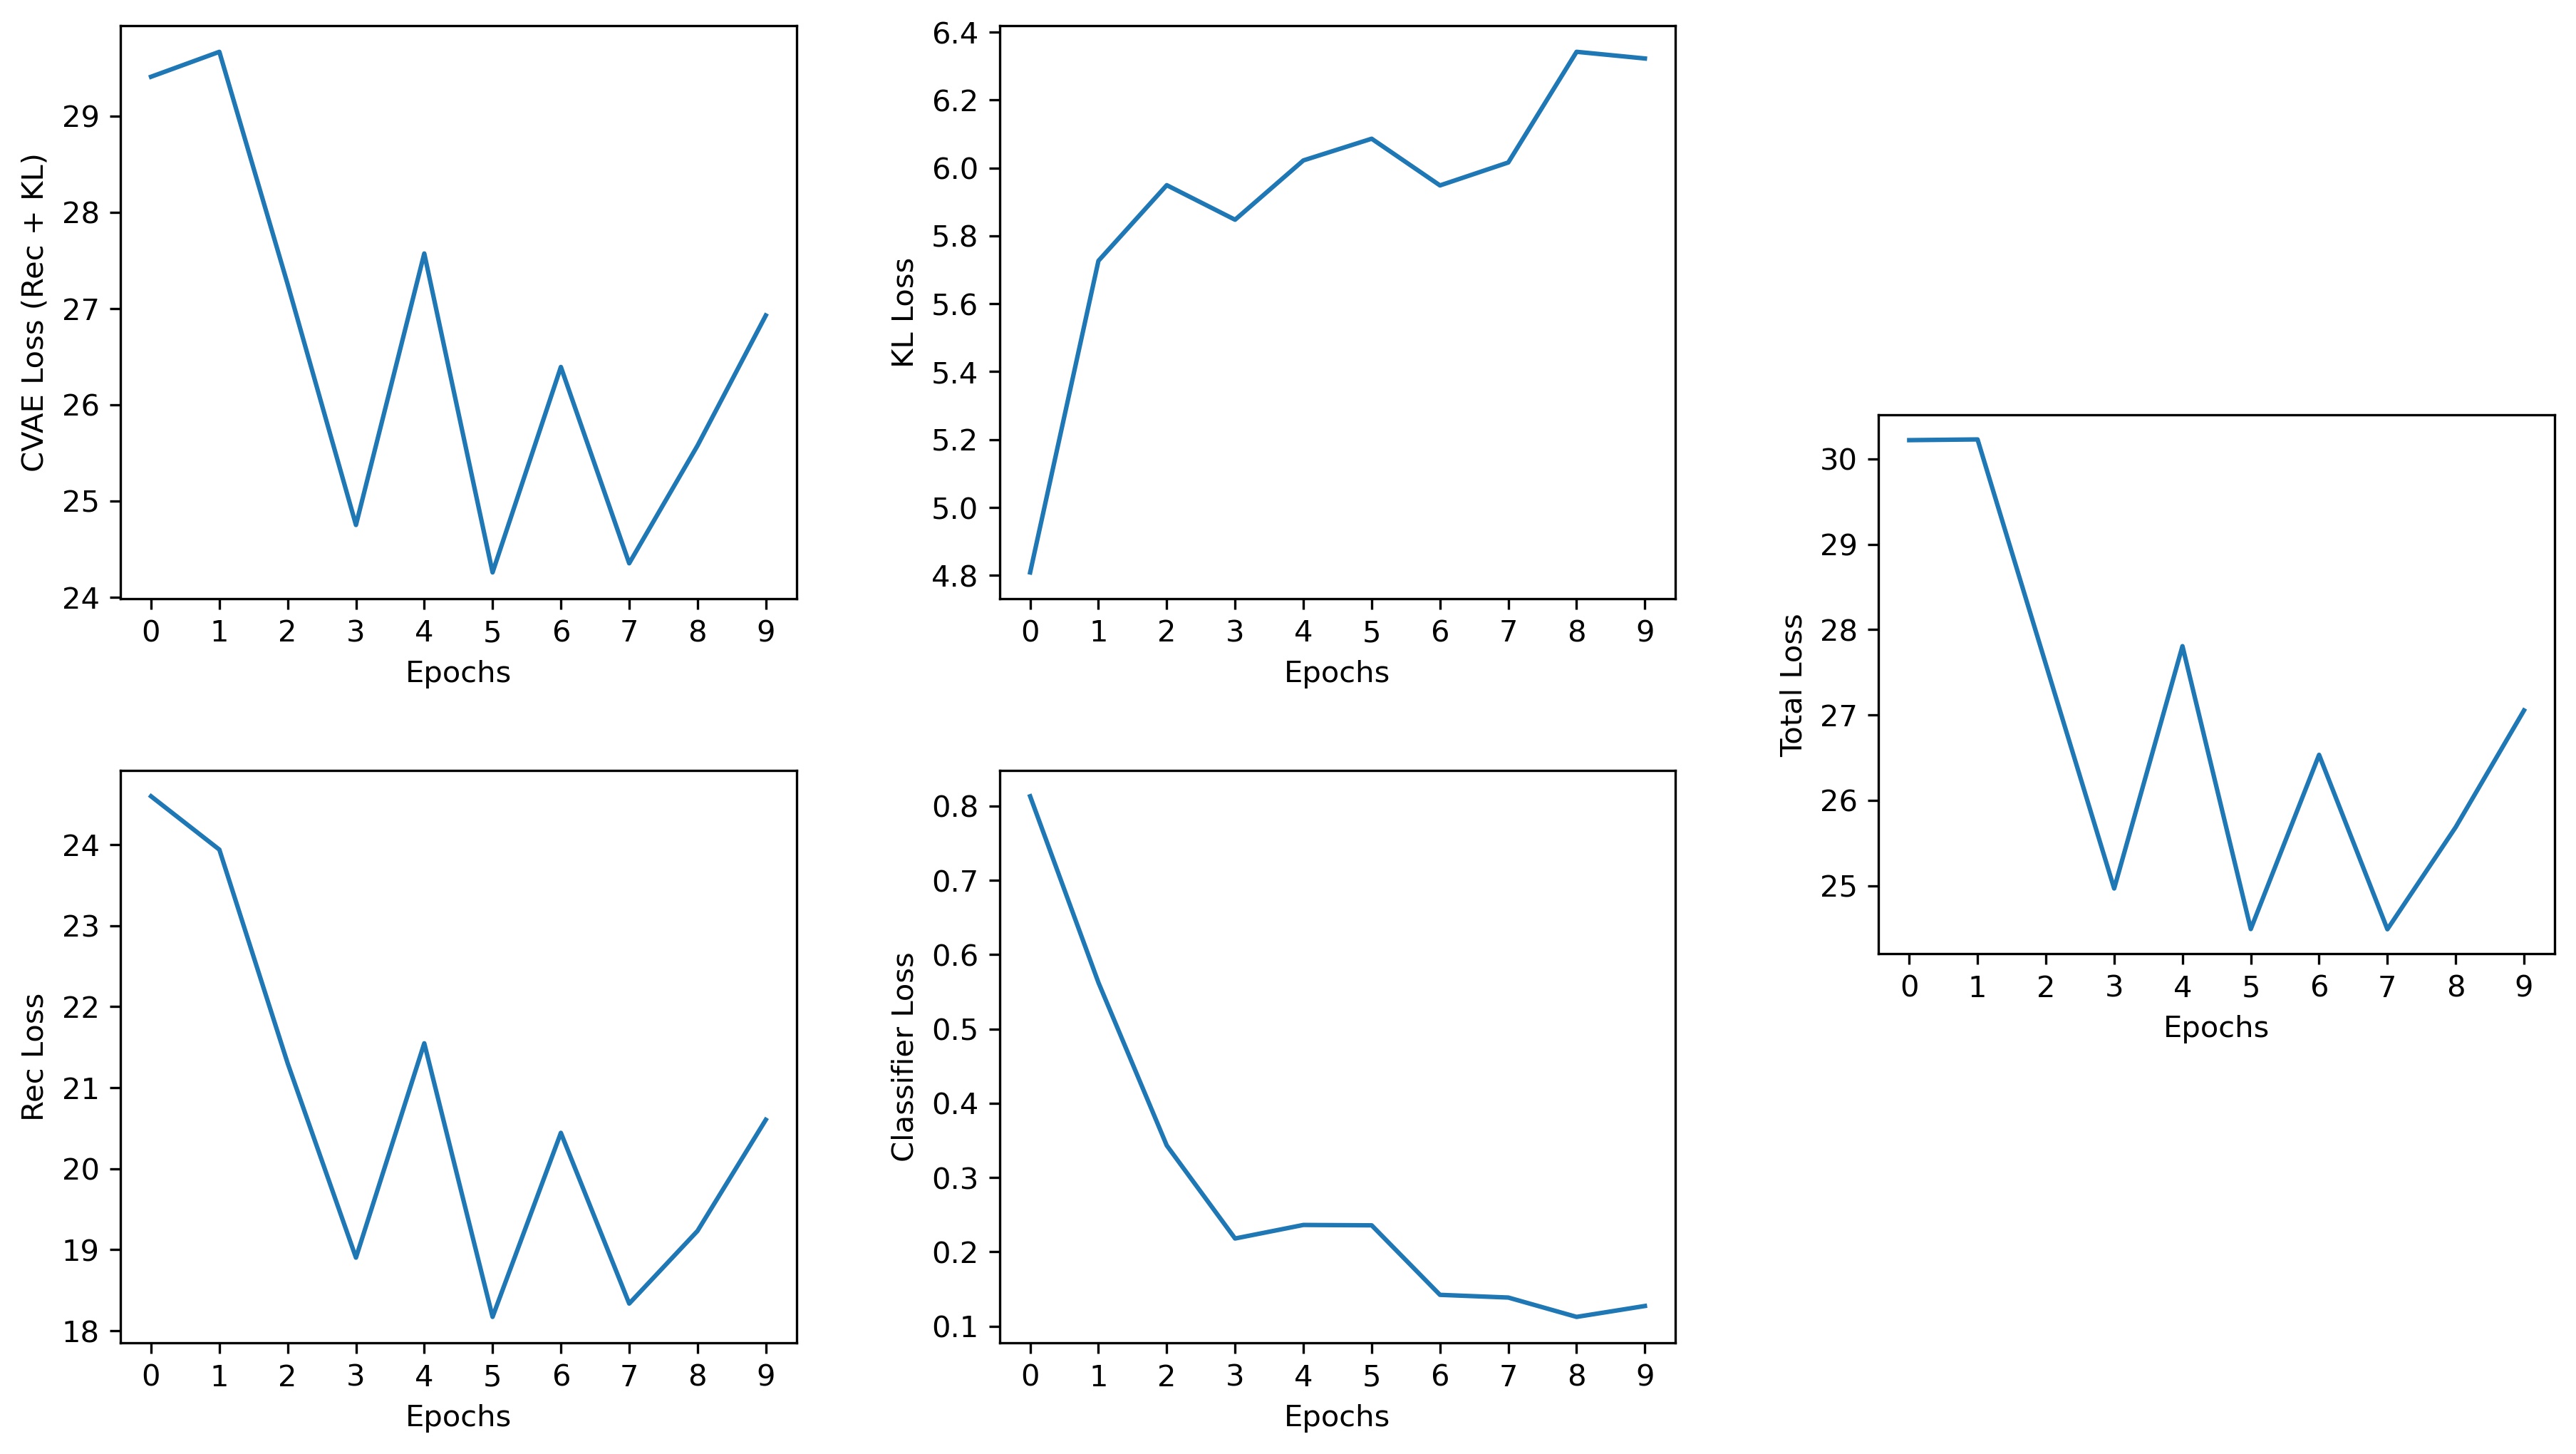 CVAE Loss (Rec + KL)
29
28
27
26
25
24
0 1 2 3 4 5 6 7 8 9
Epochs
KL Loss
6.4
6.2
6.0
5.8
5.6
5.4
5.2
5.0
4.8
0 1 2 3 4 5 6 7 8 9
Epochs
Rec Loss
24
23
22
21
20
19
18
0 1 2 3 4 5 6 7 8 9
Epochs
Classifier Loss
0.8
0.7
0.6
0.5
0.4
0.3
0.2
0.1
0 1 2 3 4 5 6 7 8 9
Epochs
Total Loss
30
29
28
27
26
25
0 1 2 3 4 5 6 7 8 9
Epochs